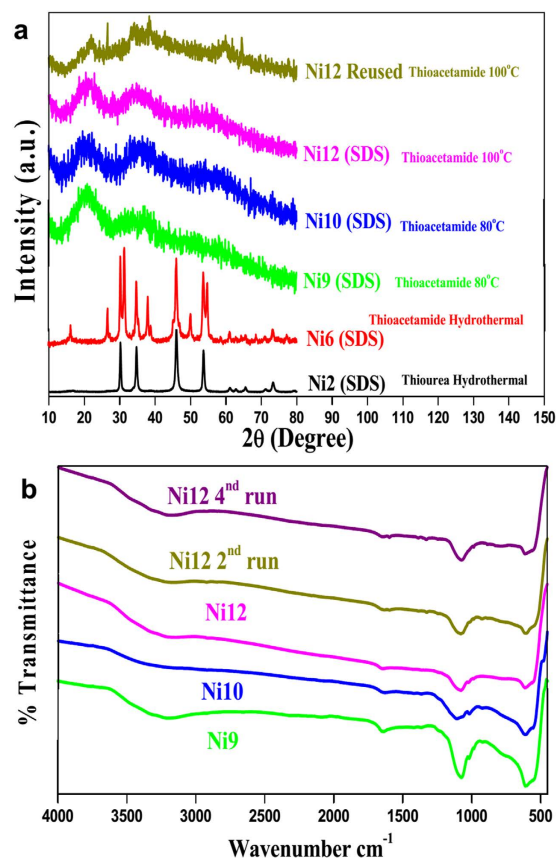 a
Ni12 Reused Thioacetamide 100°C
Ni12 (SDS) Thioacetamide 100°C
Ni10 (SDS) Thioacetamide 80°C
Ni9 (SDS) Thioacetamide 80°C
Thioacetamide Hydrothermal
Ni6 (SDS)
Ni2 (SDS) Thiourea Hydrothermal
Intensity (a.u.)
10 20 30 40 50 60 70 80 90 100 110 120 130 140 150
2θ (Degree)
b
Ni12 4nd run
Ni12 2nd run
Ni12
Ni10
Ni9
% Transmittance
4000 3500 3000 2500 2000 1500 1000 500
Wavenumber cm-1